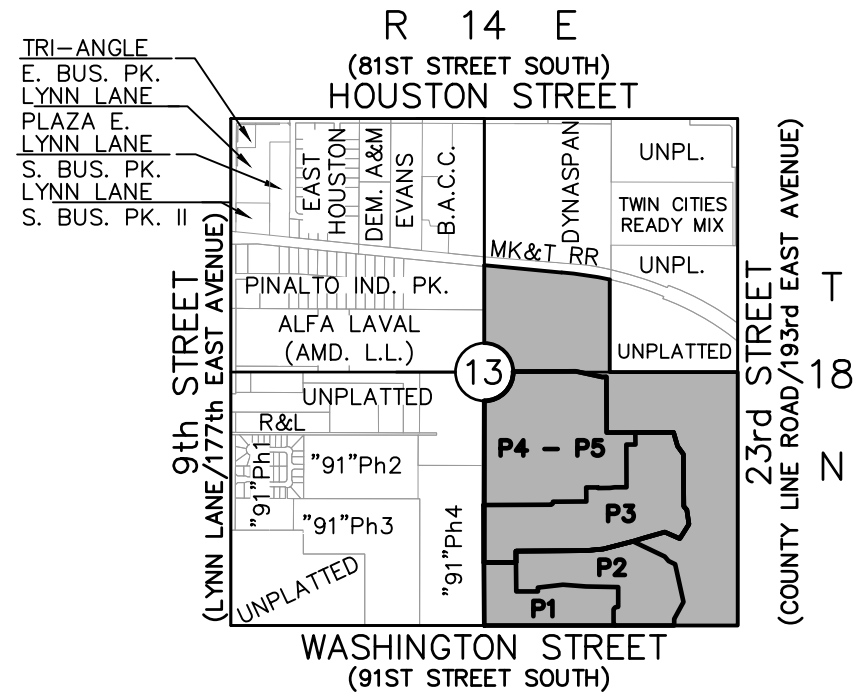 R 14 E
(81ST STREET SOUTH)
HOUSTON STREET
TRI-ANGLE
E. BUS. PK.
LYNN LANE
PLAZA E.
LYNN LANE
S. BUS. PK.
LYNN LANE
S. BUS. PK. II
EAST
HOUSTON
DEM. A&M
EVANS
B.A.C.C.
DYNASPAN
UNPL.
TWIN CITIES
READY MIX
UNPL.
MK&T RR
PINALTO IND. PK.
ALFA LAVAL
(AMD. L.L.)
UNPLATTED
13
9th STREET
(LYNN LANE/177th EAST AVENUE)
23rd STREET
(COUNTY LINE ROAD/193rd EAST AVENUE)
T
18
N
UNPLATTED
R&L
"91"Ph1
"91"Ph2
"91"Ph3
"91"Ph4
UNPLATTED
P4 - P5
P3
P2
P1
WASHINGTON STREET
(91ST STREET SOUTH)